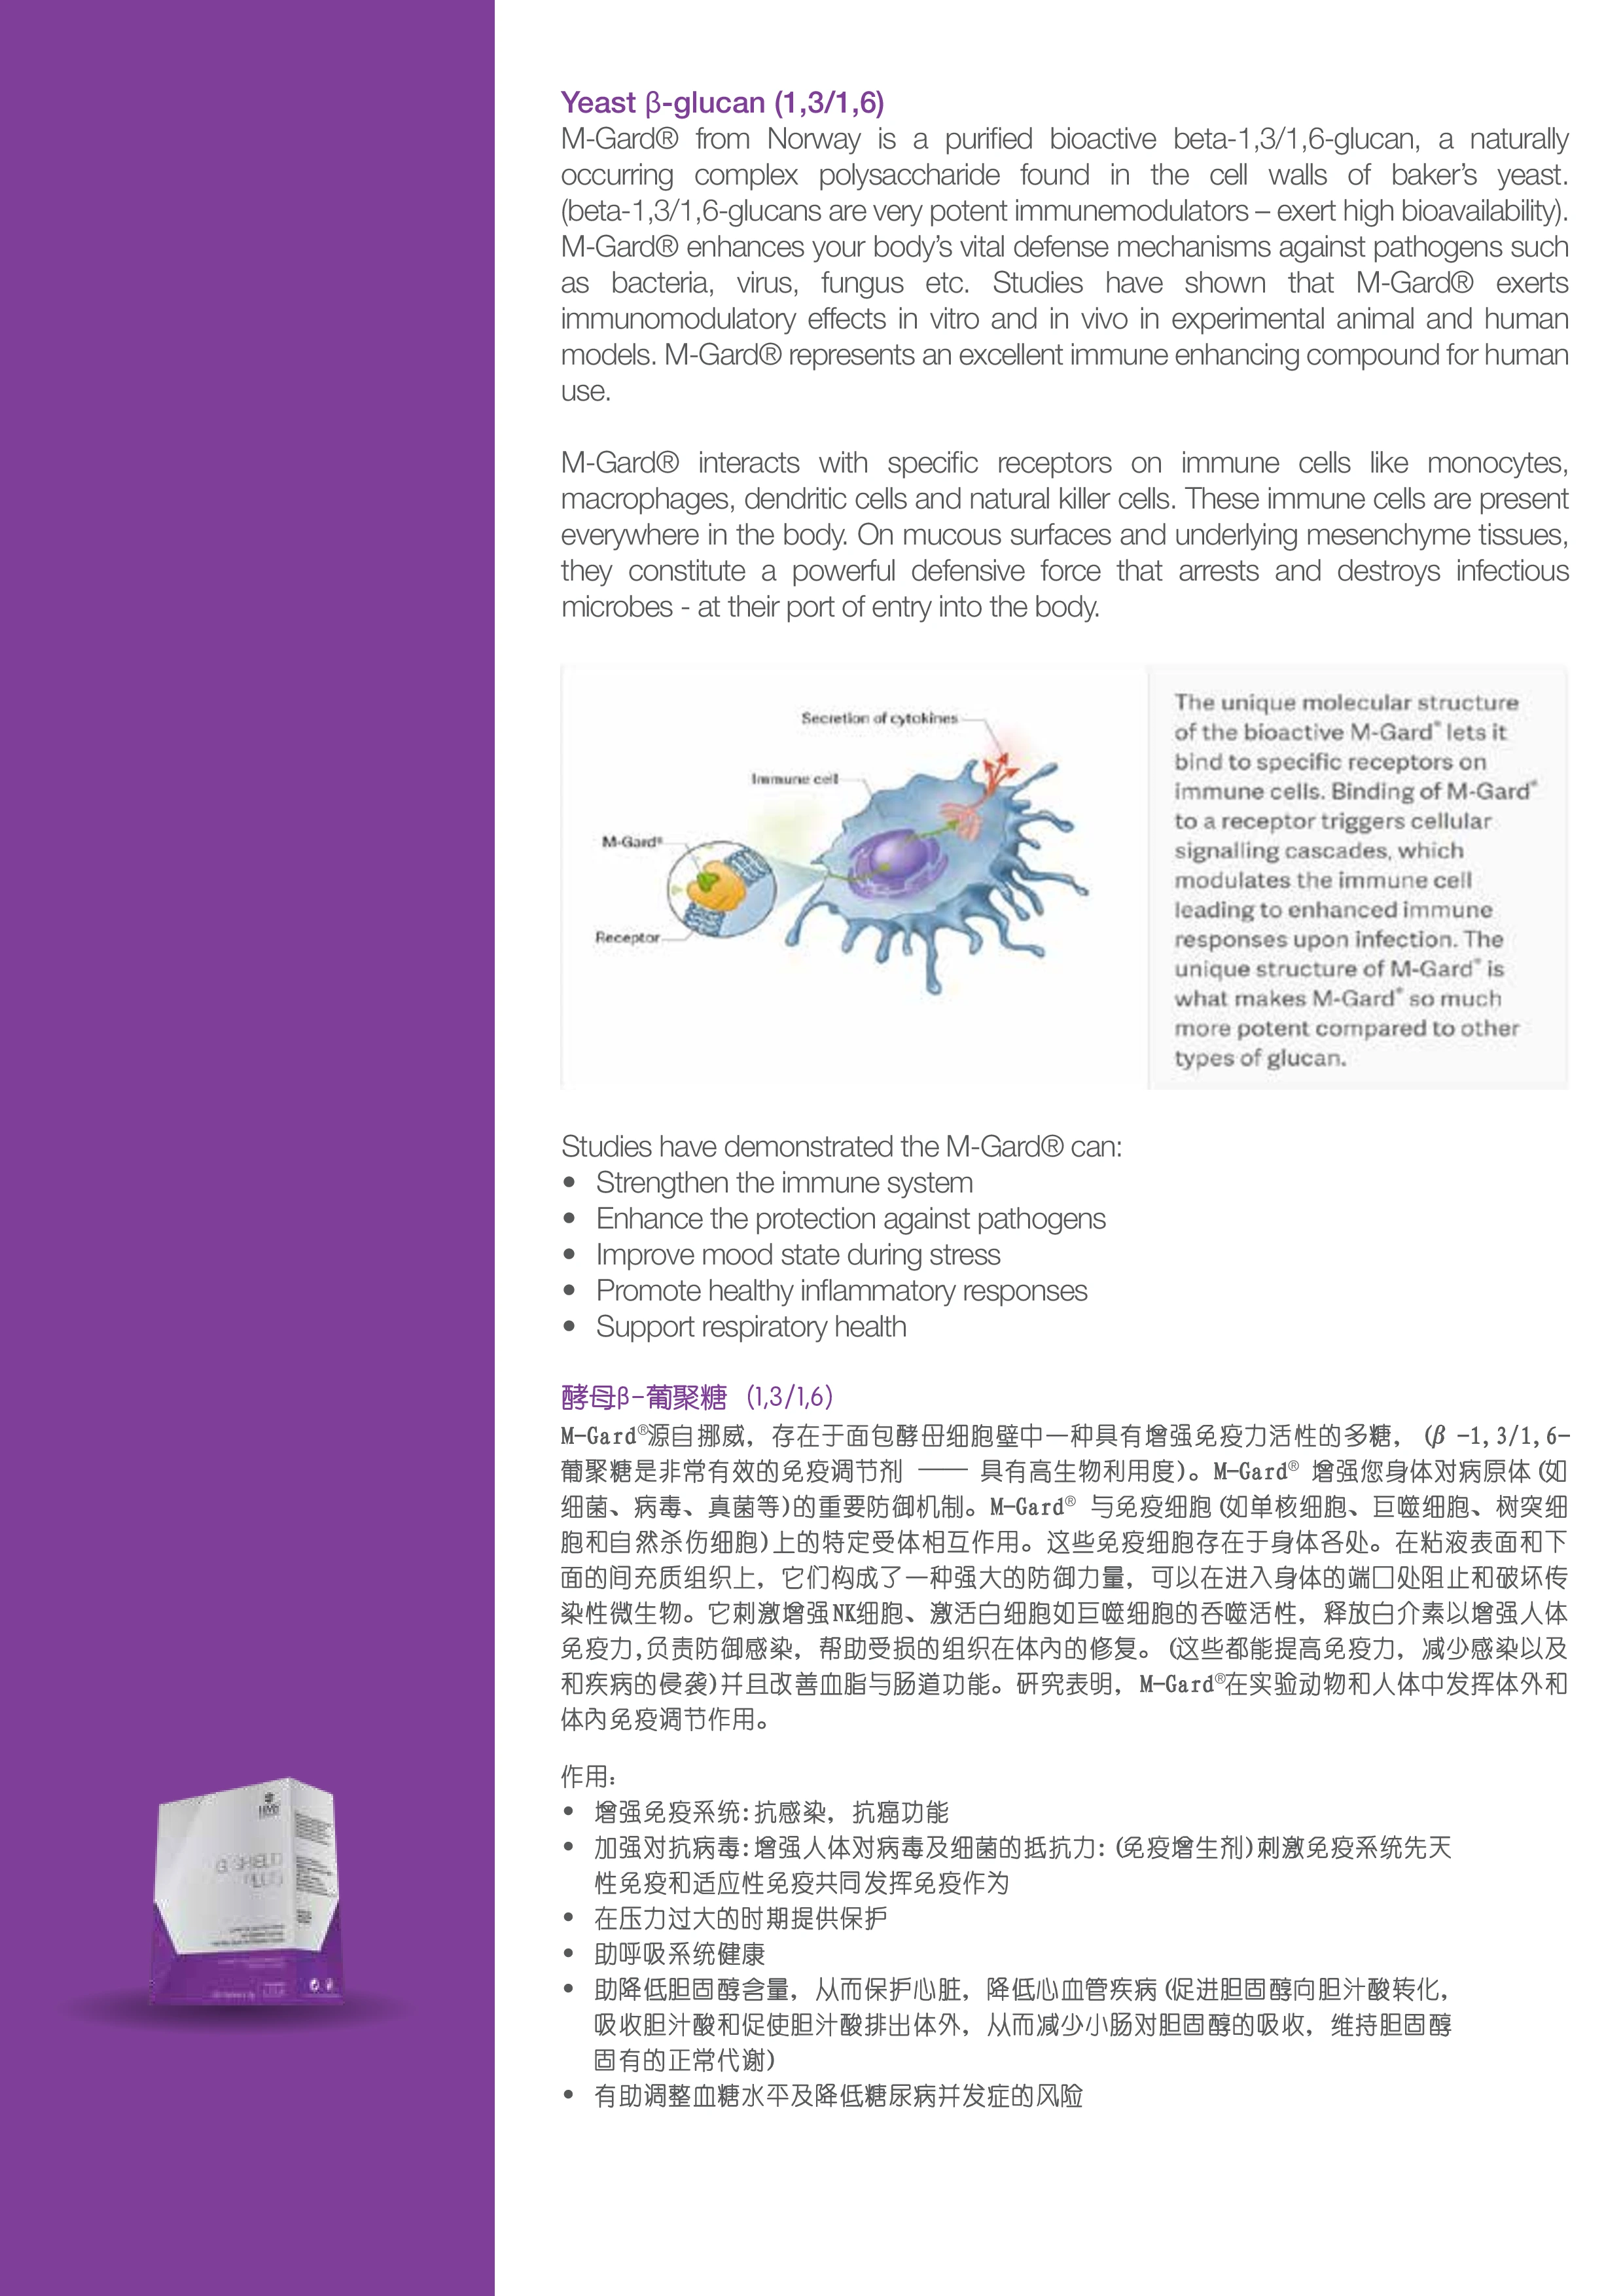 Yeast β-glucan (1,3/1,6)
M-Gard® from Norway is a purified bioactive beta-1,3/1,6-glucan, a naturally
occurring complex polysaccharide found in the cell walls of baker’s yeast.
(beta-1,3/1,6-glucans are very potent immunemodulators – exert high bioavailability).
M-Gard® enhances your body’s vital defense mechanisms against pathogens such
as bacteria, virus, fungus etc. Studies have shown that M-Gard® exerts
immunomodulatory effects in vitro and in vivo in experimental animal and human
models. M-Gard® represents an excellent immune enhancing compound for human
use.
M-Gard® interacts with specific receptors on immune cells like monocytes,
macrophages, dendritic cells and natural killer cells. These immune cells are present
everywhere in the body. On mucous surfaces and underlying mesenchyme tissues,
they constitute a powerful defensive force that arrests and destroys infectious
microbes - at their port of entry into the body.
Secretion of cytokines
Immune cell
M-Gard®
Receptor
The unique molecular structure
of the bioactive M-Gard® lets it
bind to specific receptors on
immune cells. Binding of M-Gard®
to a receptor triggers cellular
signalling cascades, which
modulates the immune cell
leading to enhanced immune
responses upon infection. The
unique structure of M-Gard® is
what makes M-Gard® so much
more potent compared to other
types of glucan.
Studies have demonstrated the M-Gard® can:
• Strengthen the immune system
• Enhance the protection against pathogens
• Improve mood state during stress
• Promote healthy inflammatory responses
• Support respiratory health
酵母β-葡聚糖 (1,3/1,6)
M-Gard®源自挪威，存在于面包酵母细胞壁中一种具有增强免疫力活性的多糖，(β -1,3/1,6-
葡聚糖是非常有效的免疫调节剂 —— 具有高生物利用度)。M-Gard® 增强您身体对病原体(如
细菌、病毒、真菌等)的重要防御机制。M-Gard® 与免疫细胞(如单核细胞、巨噬细胞、树突细
胞和自然杀伤细胞)上的特定受体相互作用。这些免疫细胞存在于身体各处。在粘液表面和下
面的间充质组织上，它们构成了一种强大的防御力量，可以在进入身体的端口处阻止和破坏传
染性微生物。它刺激增强NK细胞、激活白细胞如巨噬细胞的吞噬活性，释放白介素以增强人体
免疫力,负责防御感染，帮助受损的组织在体内的修复。(这些都能提高免疫力，减少感染以及
和疾病的侵袭)并且改善血脂与肠道功能。研究表明，M-Gard®在实验动物和人体中发挥体外和
体内免疫调节作用。
作用:
• 增强免疫系统:抗感染，抗癌功能
• 加强对抗病毒:增强人体对病毒及细菌的抵抗力: (免疫增生剂)刺激免疫系统先天
性免疫和适应性免疫共同发挥免疫作为
• 在压力过大的时期提供保护
• 助呼吸系统健康
• 助降低胆固醇含量，从而保护心脏，降低心血管疾病(促进胆固醇向胆汁酸转化，
吸收胆汁酸和促使胆汁酸排出体外，从而减少小肠对胆固醇的吸收，维持胆固醇
固有的正常代谢)
• 有助调整血糖水平及降低糖尿病并发症的风险
G SHIELD
PLUS